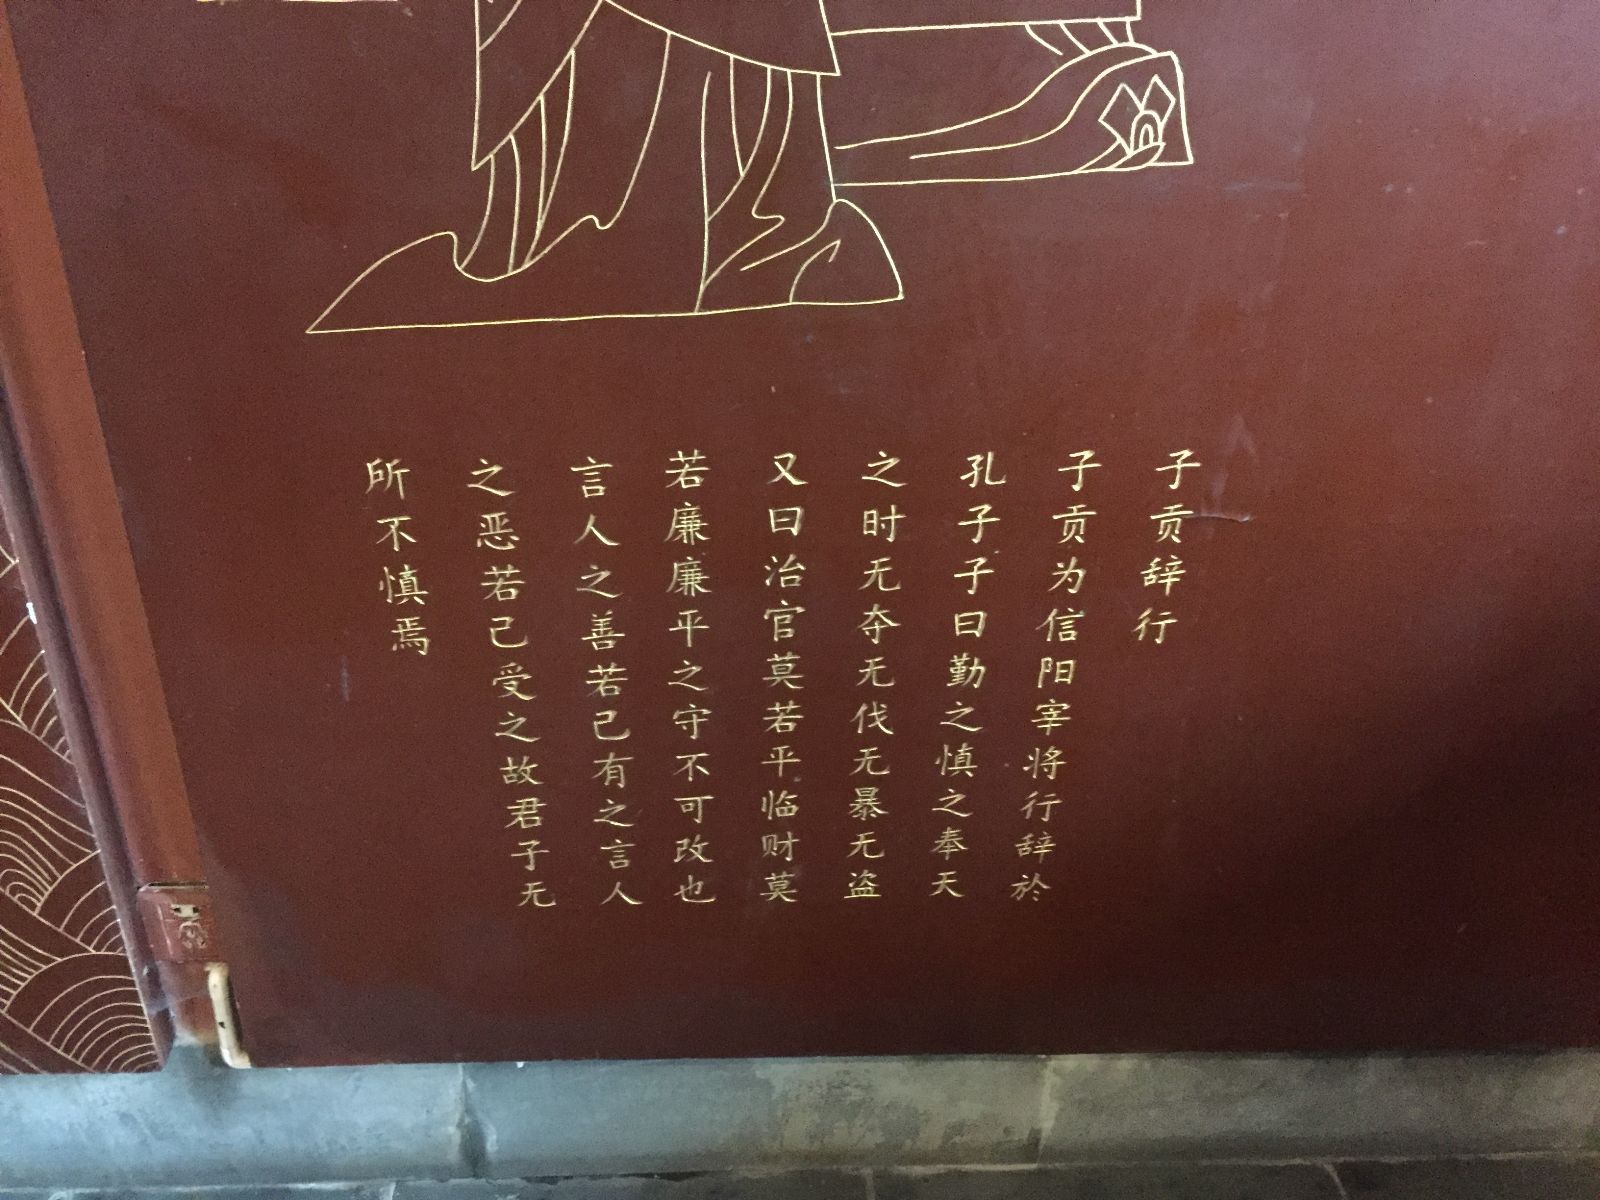 子贡辞行
子贡为信阳宰将行辞於
孔子子曰勤之慎之奉天
之时无夺无伐无暴无盗
又曰治官莫若平临财莫
若廉廉平之守不可改也
言人之善若己有之言人
之恶若己受之故君子无
所不慎焉